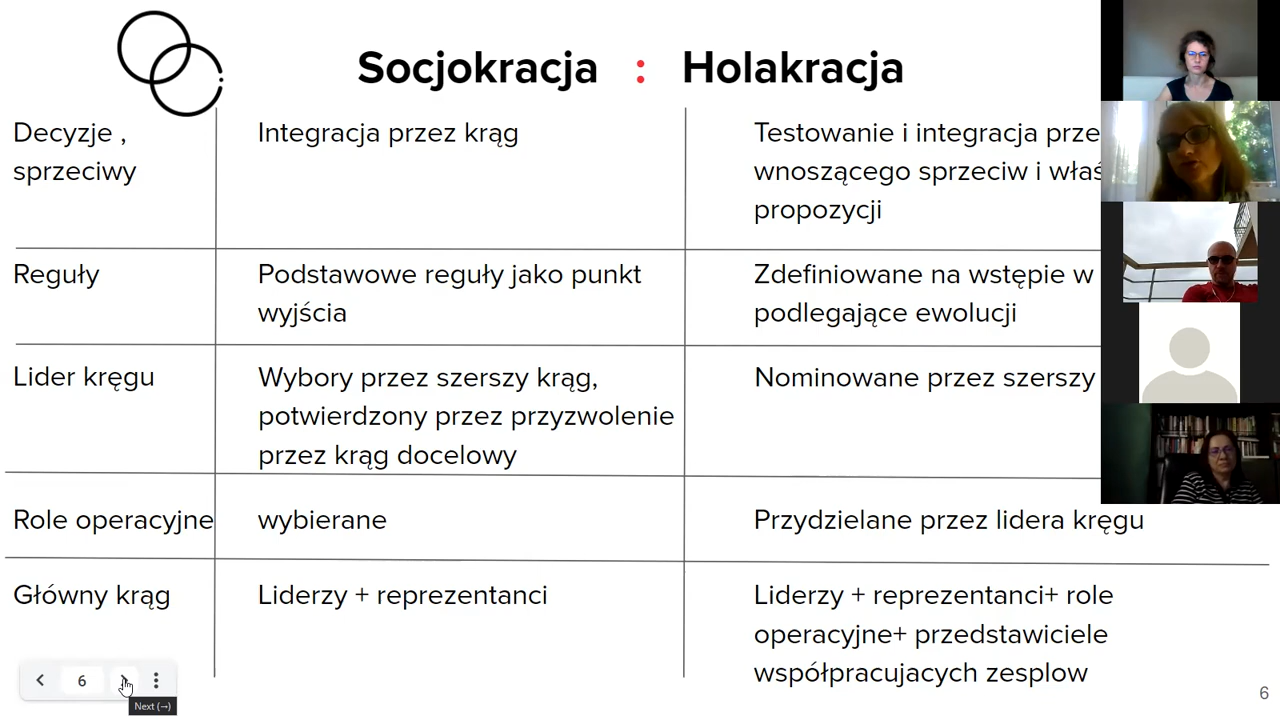 Socjokracja : Holakracja
Decyzje ,
sprzeciwy
Integracja przez krąg
Testowanie i integracja
wnoszącego sprzeciw i
propozycji
Reguły
Podstawowe reguły jako punkt
wyjścia
Zdefiniowane na wstępie w
podlegające ewolucji
Lider kręgu
Wybory przez szerszy krąg,
potwierdzony przez przyzwolenie
przez krąg docelowy
Nominowane przez szerszy
Role operacyjne
wybierane
Przydzielane przez lidera kręgu
Główny krąg
Liderzy + reprezentanci
Liderzy + reprezentanci+ role
operacyjne+ przedstawiciele
współpracujacych zesplow
6
Next (→)
6